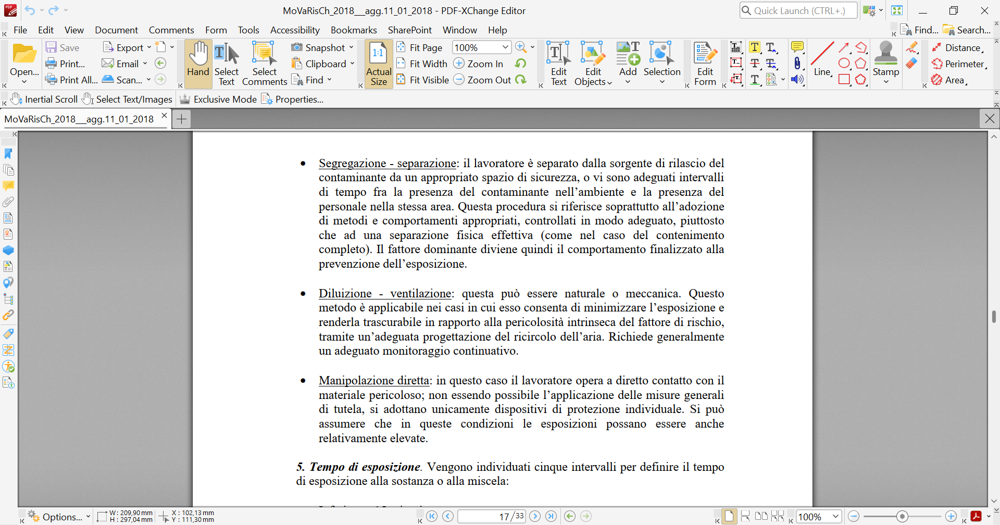 MoVaRisCh_2018__agg.11_01_2018 - PDF-XChange Editor
Quick Launch (CTRL+.)
File Edit View Document Comments Form Tools Accessibility Bookmarks SharePoint Window Help
Find... Search...
Open...
Save
Print...
Print All...
Export
Email
Scan...
Hand
Select Text
Select Comments
Snapshot
Clipboard
Find
1:1
Actual Size
Fit Page
Fit Width
Fit Visible
100%
Zoom In
Zoom Out
Edit Text
Edit Objects
Add
Selection
Edit Form
Line
Stamp
Distance
Perimeter
Area
Inertial Scroll Select Text/Images Exclusive Mode Properties...
MoVaRisCh_2018__agg.11_01_2018
• Segregazione - separazione: il lavoratore è separato dalla sorgente di rilascio del
contaminante da un appropriato spazio di sicurezza, o vi sono adeguati intervalli
di tempo fra la presenza del contaminante nell’ambiente e la presenza del
personale nella stessa area. Questa procedura si riferisce soprattutto all’adozione
di metodi e comportamenti appropriati, controllati in modo adeguato, piuttosto
che ad una separazione fisica effettiva (come nel caso del contenimento
completo). Il fattore dominante diviene quindi il comportamento finalizzato alla
prevenzione dell’esposizione.
• Diluizione - ventilazione: questa può essere naturale o meccanica. Questo
metodo è applicabile nei casi in cui esso consenta di minimizzare l’esposizione e
renderla trascurabile in rapporto alla pericolosità intrinseca del fattore di rischio,
tramite un’adeguata progettazione del ricircolo dell’aria. Richiede generalmente
un adeguato monitoraggio continuativo.
• Manipolazione diretta: in questo caso il lavoratore opera a diretto contatto con il
materiale pericoloso; non essendo possibile l’applicazione delle misure generali
di tutela, si adottano unicamente dispositivi di protezione individuale. Si può
assumere che in queste condizioni le esposizioni possano essere anche
relativamente elevate.
5. Tempo di esposizione. Vengono individuati cinque intervalli per definire il tempo
di esposizione alla sostanza o alla miscela:
Options...
W: 209,90 mm
H: 297,04 mm
X: 102,13 mm
Y: 111,30 mm
17/33
100%